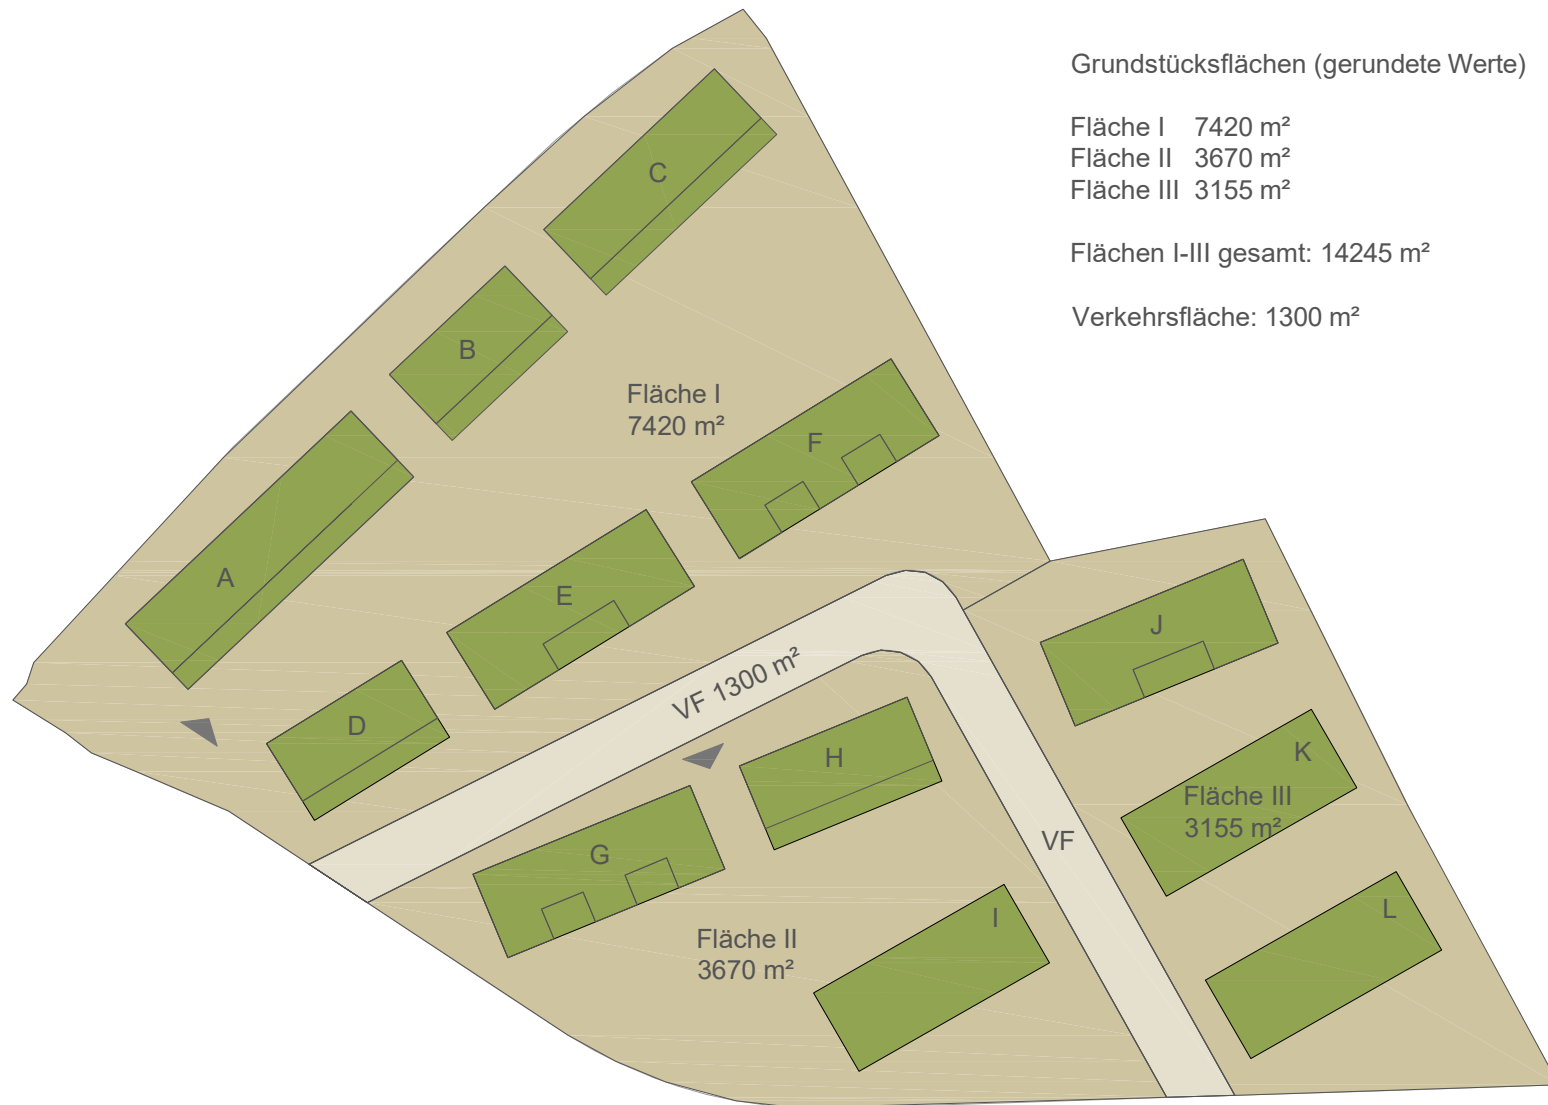 Grundstücksflächen (gerundete Werte)
Fläche I 7420 m²
Fläche II 3670 m²
Fläche III 3155 m²
Flächen I-III gesamt: 14245 m²
Verkehrsfläche: 1300 m²
C
B
Fläche I
7420 m²
F
A
E
J
VF 1300 m²
D
H
K
Fläche III
3155 m²
G
VF
L
I
Fläche II
3670 m²